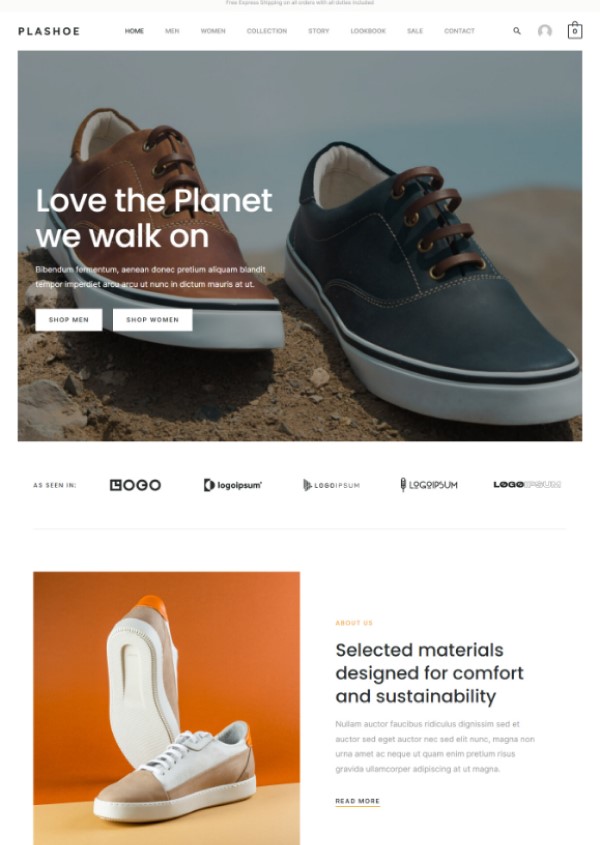 Free Express Shipping on all orders with all duties included
PLASHOE HOME MEN WOMEN COLLECTION STORY LOOKBOOK SALE CONTACT 0
Love the Planet
we walk on
Bibendum fermentum, aenean donec pretium aliquam blandit
tempor imperdiet arcu arcu ut nunc in dictum mauris at ut.
SHOP MEN SHOP WOMEN
AS SEEN IN: LOGO logoipsum' LOGOIPSUM LOGOIPSUM LOGOIPSUM
ABOUT US
Selected materials
designed for comfort
and sustainability
Nullam auctor faucibus ridiculus dignissim sed et
auctor sed eget auctor nec sed elit nunc, magna non
urna amet ac neque ut quam enim pretium risus
gravida ullamcorper adipiscing at ut magna.
READ MORE